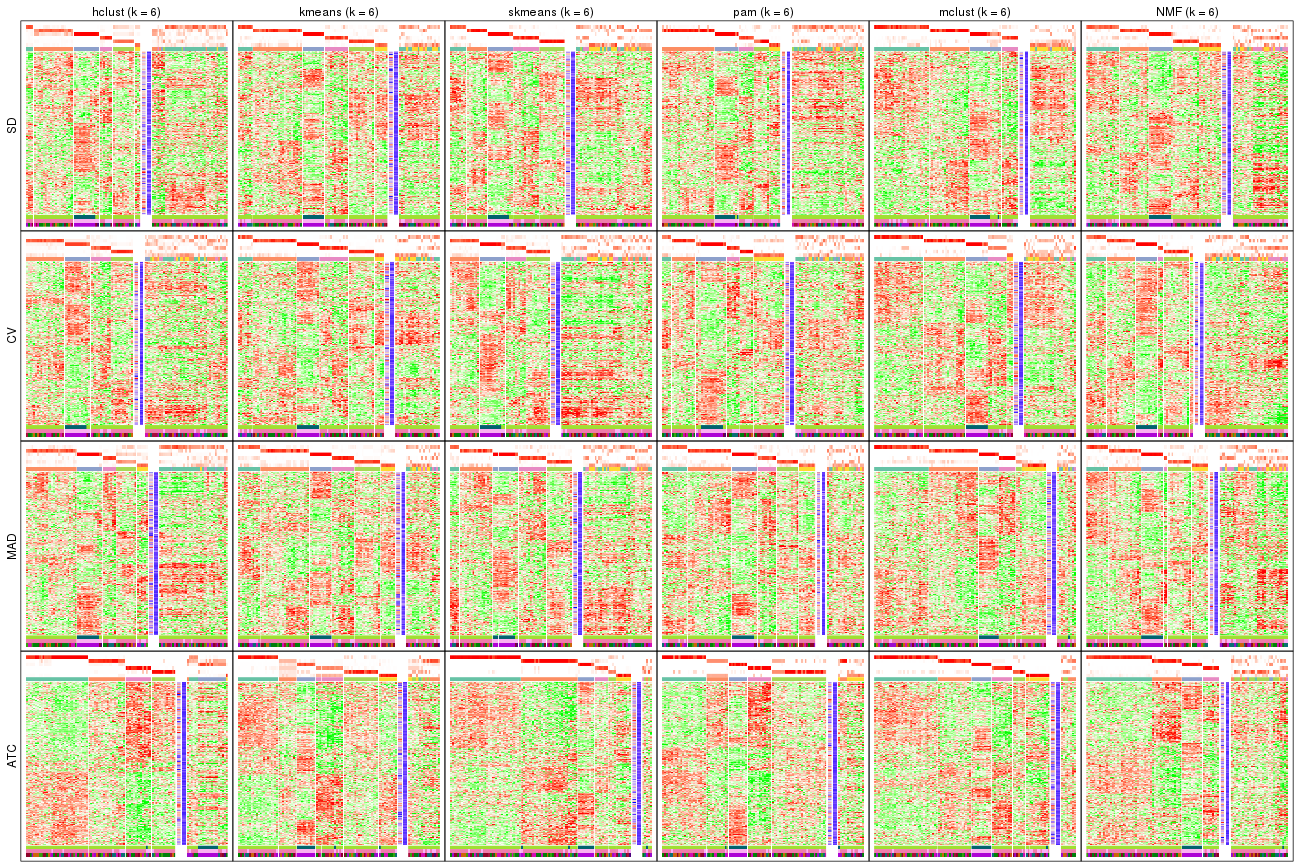 hclust (k = 6) kmeans (k = 6) skmeans (k = 6) pam (k = 6) mclust (k = 6) NMF (k = 6)
SD
CV
MAD
ATC